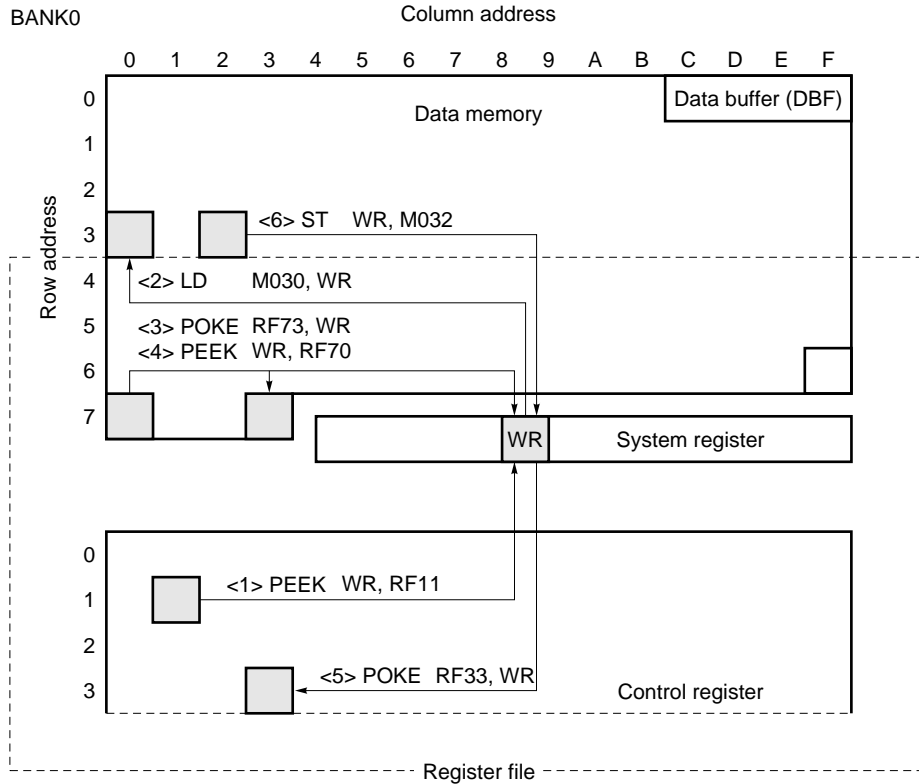 BANK0
Column address
0 1 2 3 4 5 6 7 8 9 A B C D E F
Row address
0
Data memory
Data buffer (DBF)
1
2
3
<6> ST WR, M032
4
<2> LD M030, WR
5
<3> POKE RF73, WR
<4> PEEK WR, RF70
6
7
WR
System register
0
1
<1> PEEK WR, RF11
2
3
<5> POKE RF33, WR
Control register
Register file